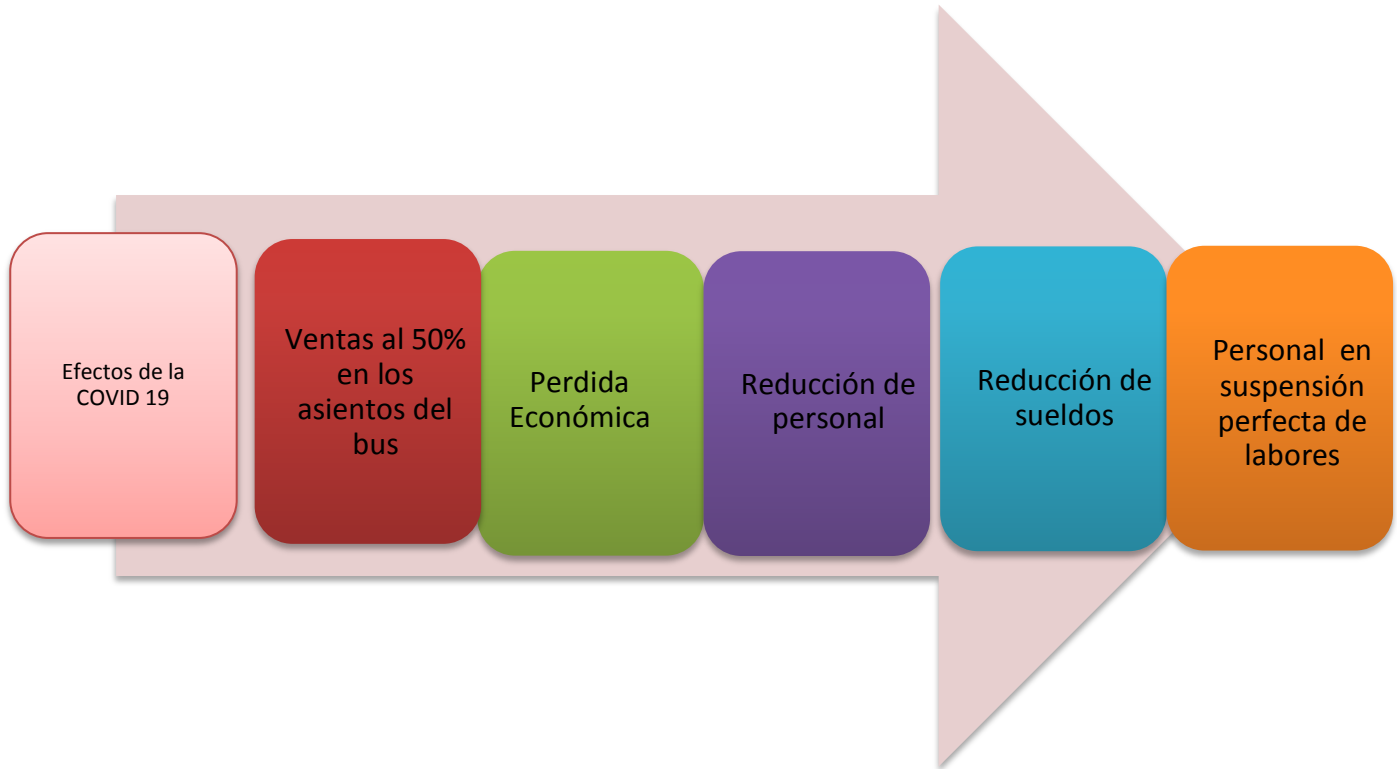 Efectos de la
COVID 19
Ventas al 50%
en los
asientos del
bus
Perdida
Económica
Reducción de
personal
Reducción de
sueldos
Personal en
suspensión
perfecta de
labores